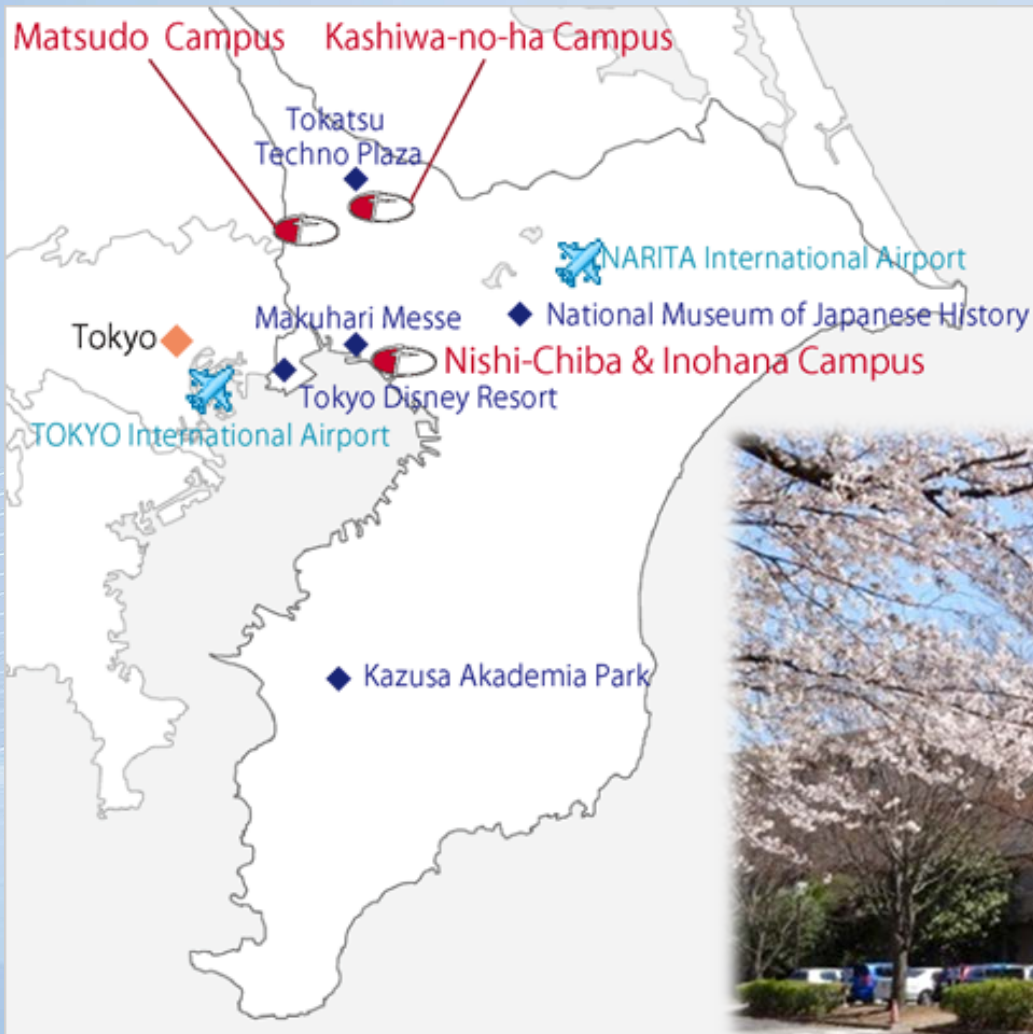 Matsudo Campus
Kashiwa-no-ha Campus
Tokatsu
Techno Plaza
NARITA International Airport
National Museum of Japanese History
Makuhari Messe
Tokyo
Nishi-Chiba & Inohana Campus
Tokyo Disney Resort
TOKYO International Airport
Kazusa Akademia Park